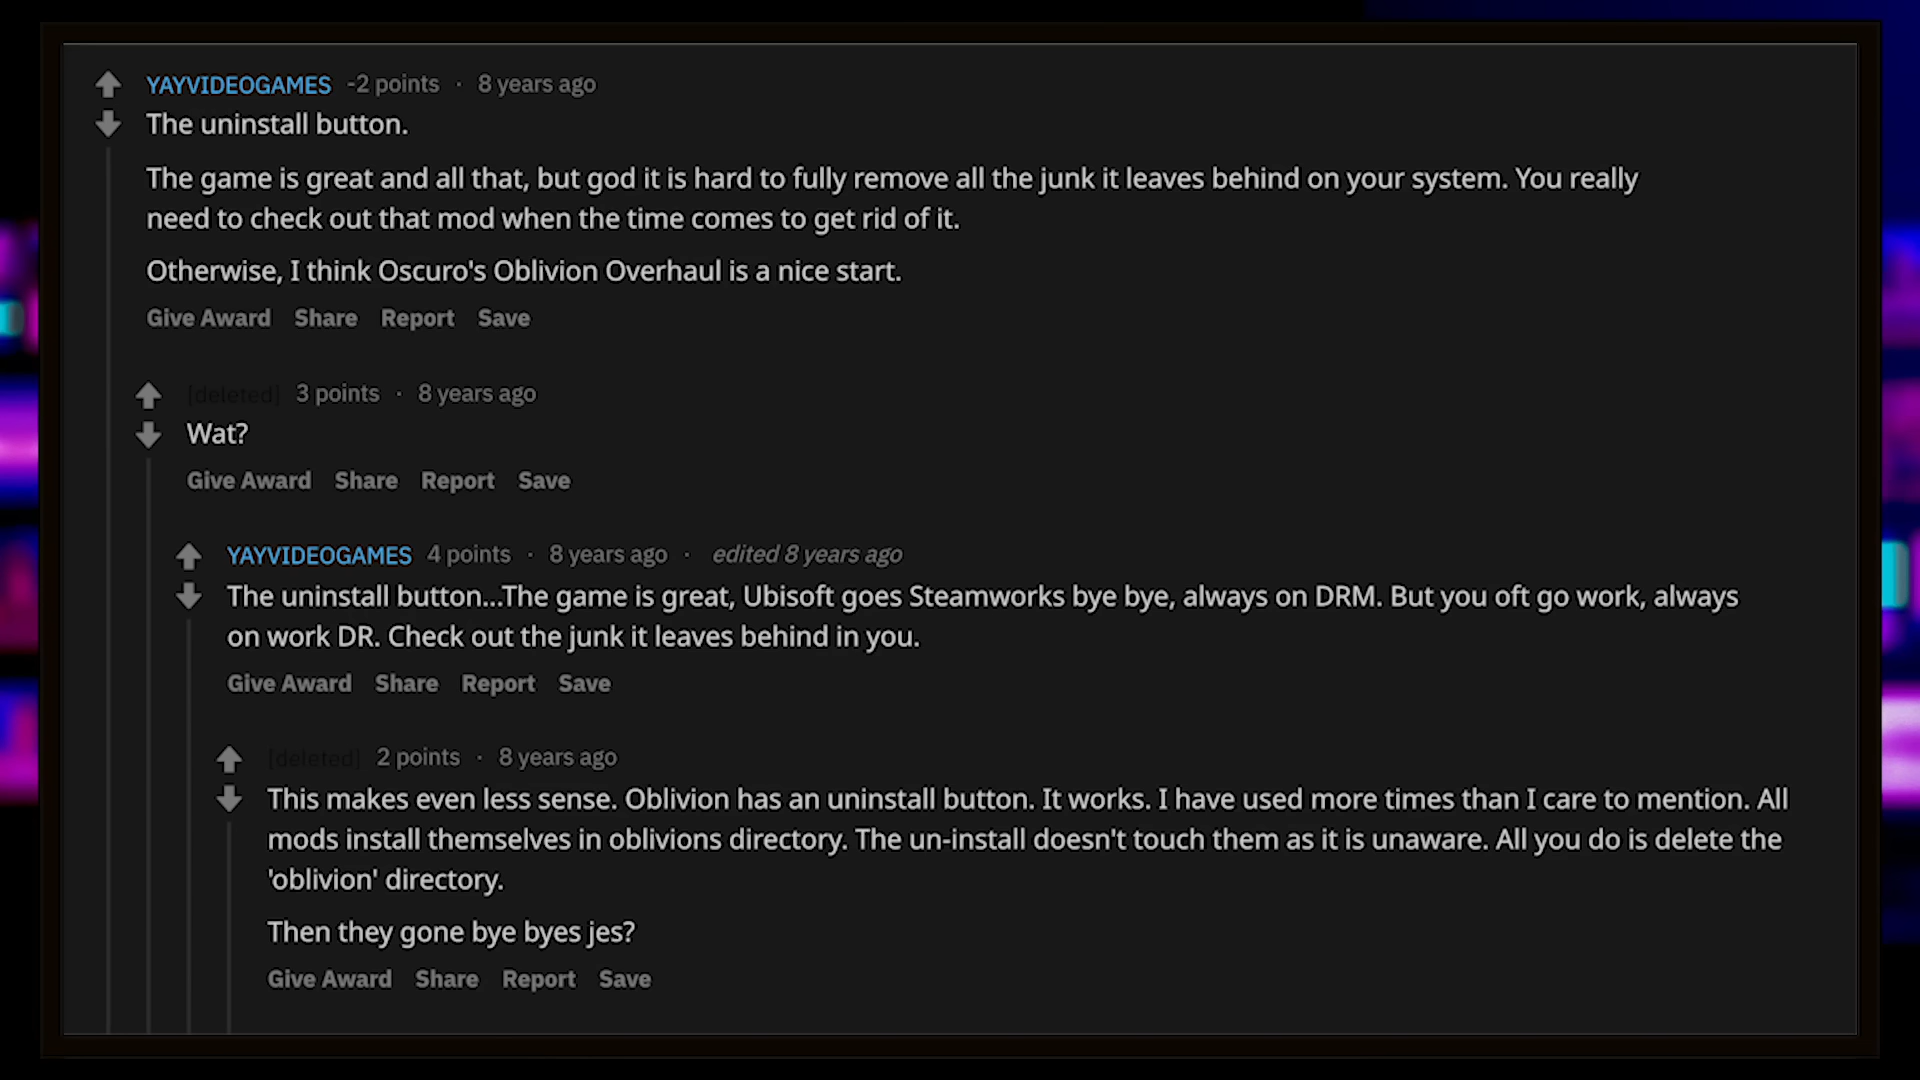 YAYVIDEOGAMES -2 points · 8 years ago
The uninstall button.
The game is great and all that, but god it is hard to fully remove all the junk it leaves behind on your system. You really
need to check out that mod when the time comes to get rid of it.
Otherwise, I think Oscuro's Oblivion Overhaul is a nice start.
Give Award Share Report Save
[deleted] 3 points · 8 years ago
Wat?
Give Award Share Report Save
YAYVIDEOGAMES 4 points · 8 years ago · edited 8 years ago
The uninstall button...The game is great, Ubisoft goes Steamworks bye bye, always on DRM. But you oft go work, always
on work DR. Check out the junk it leaves behind in you.
Give Award Share Report Save
[deleted] 2 points · 8 years ago
This makes even less sense. Oblivion has an uninstall button. It works. I have used more times than I care to mention. All
mods install themselves in oblivions directory. The un-install doesn't touch them as it is unaware. All you do is delete the
'oblivion' directory.
Then they gone bye byes jes?
Give Award Share Report Save